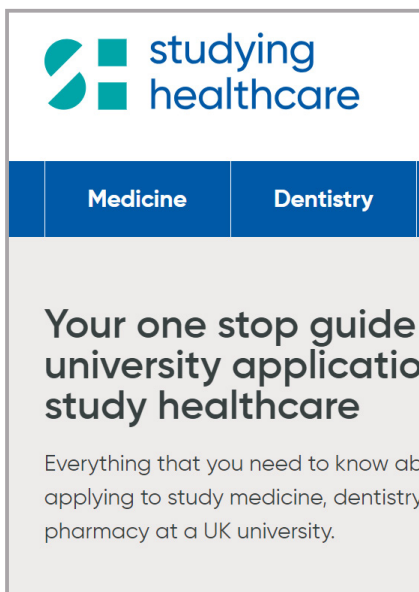 studying
healthcare
Medicine Dentistry
Your one stop guide
university applicatio
study healthcare
Everything that you need to know ab
applying to study medicine, dentistry
pharmacy at a UK university.